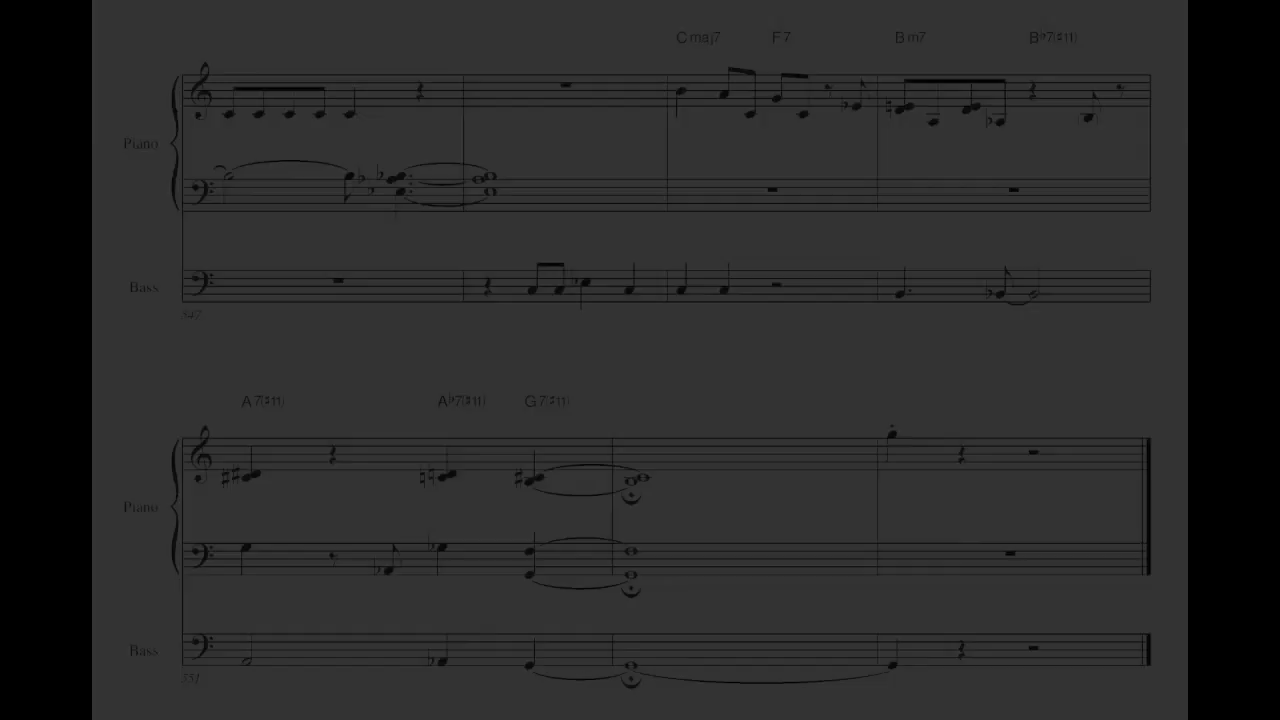 Cmaj7 F7 Bm7 B♭7(♯11)
Piano
Bass
347
A7(♯11) A♭7(♯11) G7(♯11)
Piano
Bass
351